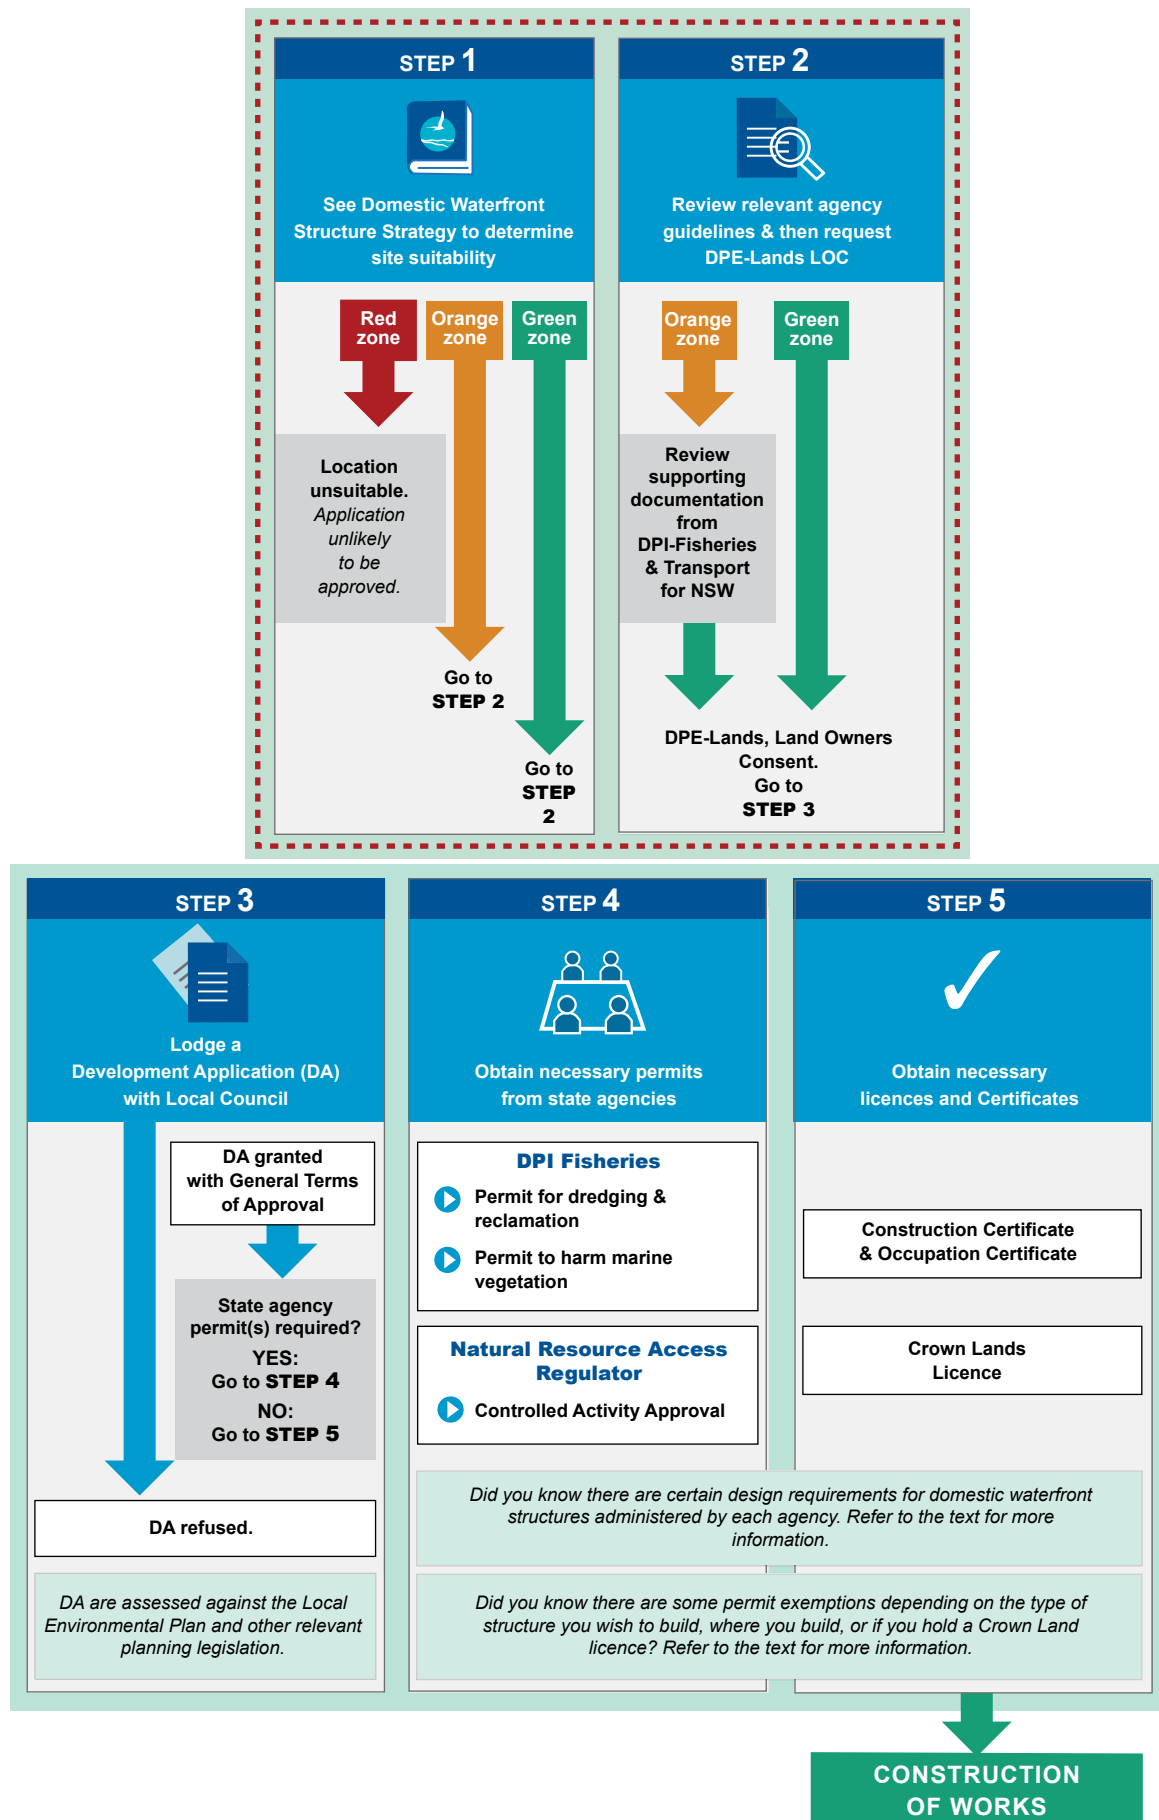 STEP 1
See Domestic Waterfront
Structure Strategy to determine
site suitability
Red
zone
Orange
zone
Green
zone
Location
unsuitable.
Application
unlikely
to be
approved.
Go to
STEP 2
Go to
STEP
2
STEP 2
Review relevant agency
guidelines & then request
DPE-Lands LOC
Orange
zone
Green
zone
Review
supporting
documentation
from
DPI-Fisheries
& Transport
for NSW
DPE-Lands, Land Owners
Consent.
Go to
STEP 3
STEP 3
Lodge a
Development Application (DA)
with Local Council
DA granted
with General Terms
of Approval
State agency
permit(s) required?
YES:
Go to STEP 4
NO:
Go to STEP 5
DA refused.
DA are assessed against the Local
Environmental Plan and other relevant
planning legislation.
STEP 4
Obtain necessary permits
from state agencies
DPI Fisheries
Permit for dredging &
reclamation
Permit to harm marine
vegetation
Natural Resource Access
Regulator
Controlled Activity Approval
STEP 5
Obtain necessary
licences and Certificates
Construction Certificate
& Occupation Certificate
Crown Lands
Licence
Did you know there are certain design requirements for domestic waterfront
structures administered by each agency. Refer to the text for more
information.
Did you know there are some permit exemptions depending on the type of
structure you wish to build, where you build, or if you hold a Crown Land
licence? Refer to the text for more information.
CONSTRUCTION
OF WORKS